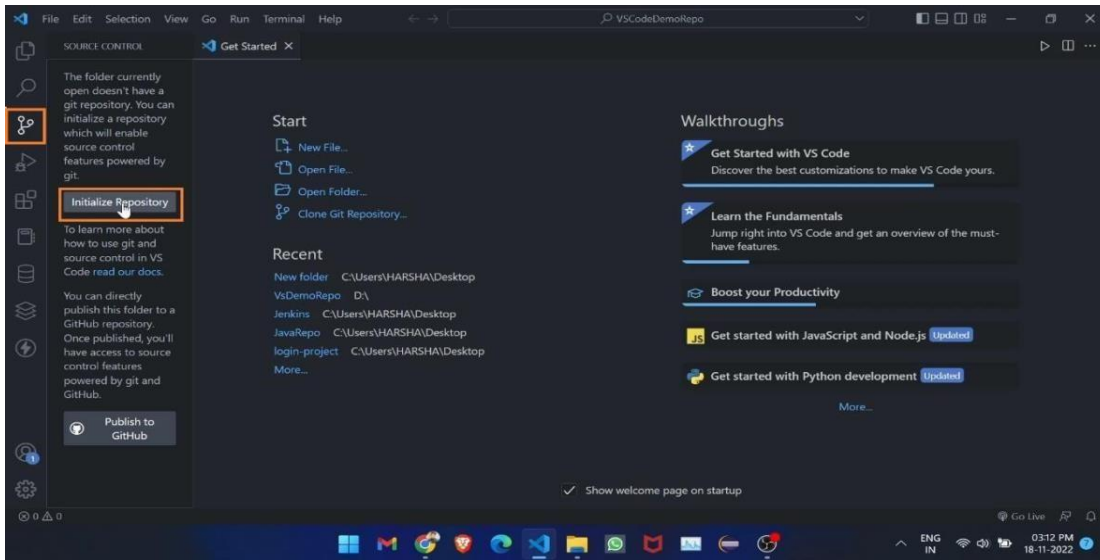 File Edit Selection View Go Run Terminal Help
VSCodeDemoRepo
SOURCE CONTROL
Get Started
The folder currently
open doesn't have a
git repository. You can
initialize a repository
which will enable
source control
features powered by
git.
Initialize Repository
To learn more about
how to use git and
source control in VS
Code read our docs.
You can directly
publish this folder to a
GitHub repository.
Once published, you'll
have access to source
control features
powered by git and
GitHub.
Publish to
GitHub
Start
New File...
Open File...
Open Folder...
Clone Git Repository...
Recent
New folder C:\Users\HARSHA\Desktop
VsDemoRepo D:\
Jenkins C:\Users\HARSHA\Desktop
JavaRepo C:\Users\HARSHA\Desktop
login-project C:\Users\HARSHA\Desktop
More...
Walkthroughs
Get Started with VS Code
Discover the best customizations to make VS Code yours.
Learn the Fundamentals
Jump right into VS Code and get an overview of the must-
have features.
Boost your Productivity
JS Get started with JavaScript and Node.js Updated
Get started with Python development Updated
More...
Show welcome page on startup
1
0 0
Go Live
ENG
IN
03:12 PM
18-11-2022
7